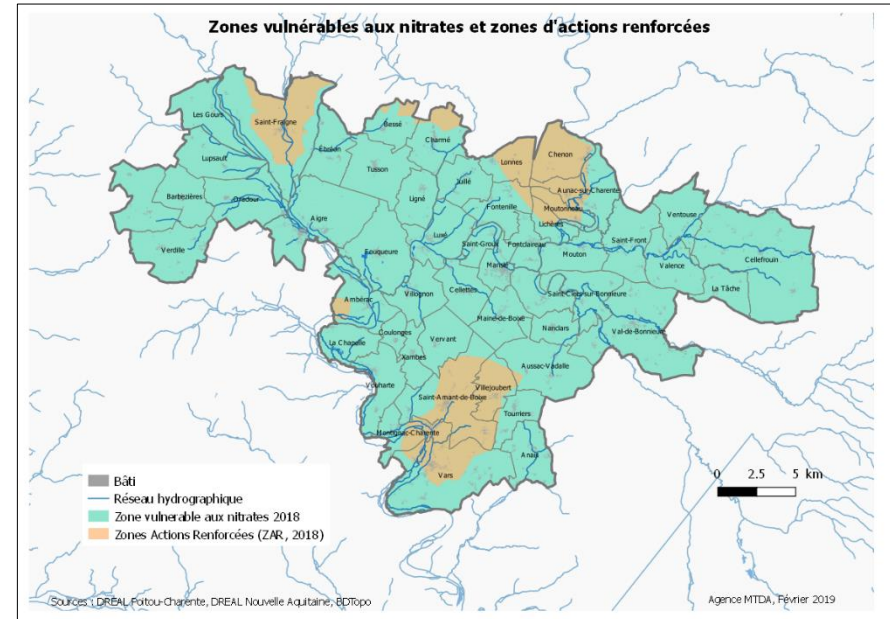 Zones vulnérables aux nitrates et zones d'actions renforcées
Les Gours
Saint-Fraigne
Bessé
Ébréon
Charmé
Lupsault
Tusson
Lonnes
Chenon
Juillé
Aunac-sur-Charente
Barbezières
Oradour
Ligné
Fontenille
Moutonneau
Lichères
Ventouse
Aigre
Luxé
Verdille
Fouqueure
Saint-Groux
Fontclaireau
Saint-Front
Mouton
Mansle
Valence
Cellefrouin
Ambérac
Villognon
Cellettes
Saint-Ciers-sur-Bonnieure
La Tâche
Maine-de-Boixe
Coulonges
Nanclars
Val-de-Bonnieure
La Chapelle
Vervant
Xambes
Aussac-Vadalle
Vouharte
Villejoubert
Saint-Amant-de-Boixe
Tourriers
Montignac-Charente
Anais
Vars
0 2.5 5 km
Bâti
Réseau hydrographique
Zone vulnerable aux nitrates 2018
Zones Actions Renforcées (ZAR, 2018)
Sources : DREAL Poitou-Charente, DREAL Nouvelle Aquitaine, BDTopo
Agence MTDA, Février 2019